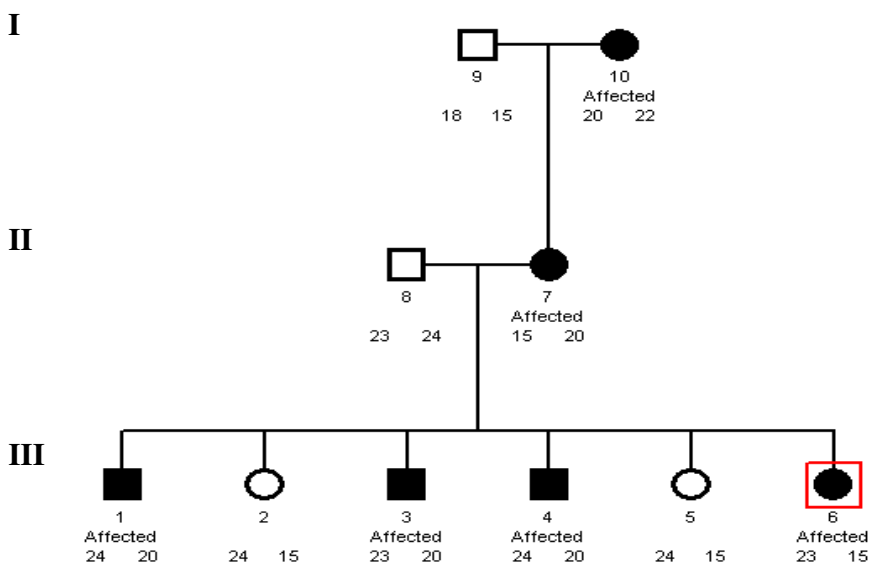 I
9 10
Affected
18 15 20 22
II
8 7
Affected
23 24 15 20
III
1 2 3 4 5 6
Affected Affected Affected Affected
24 20 24 15 23 20 24 20 24 15 23 15